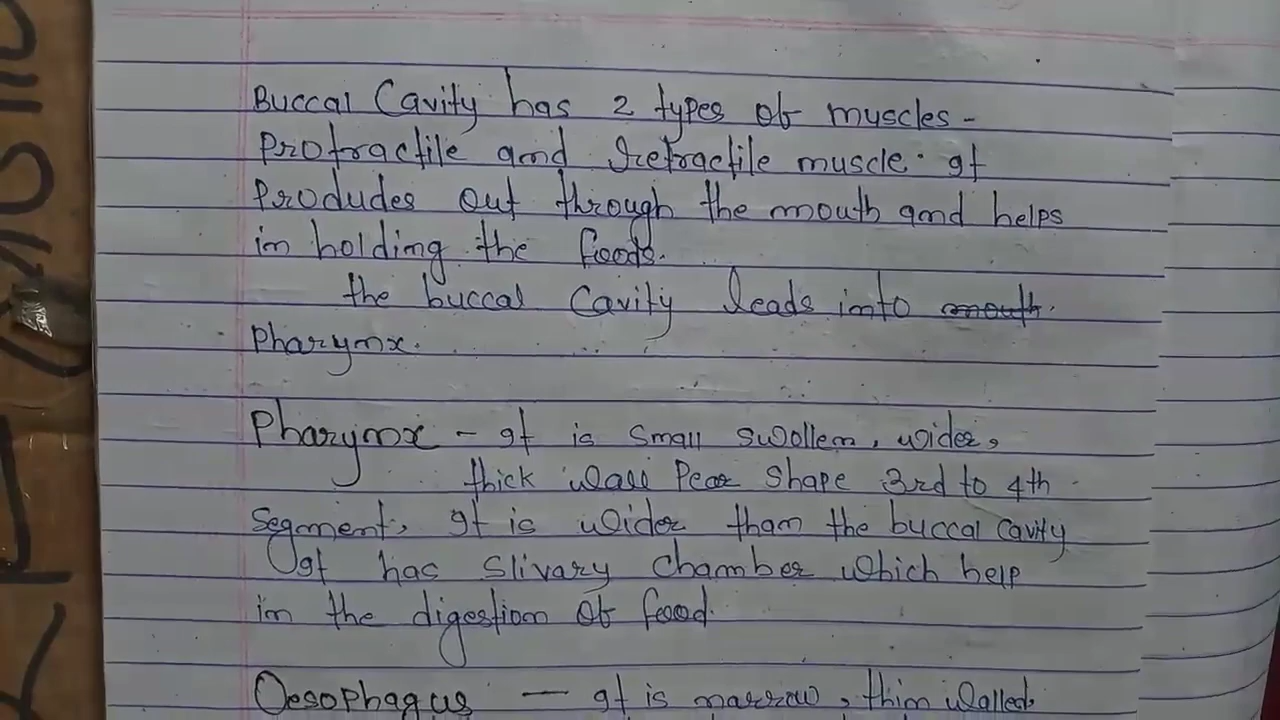 Buccal Cavity has 2 types of muscles -
Protractile and retractile muscle. It
Produdes out through the mouth and helps
in holding the foods.
the buccal Cavity leads into mouth.
Pharynx.
Pharynx - It is small swollen, wider,
thick wall Pear shape 3rd to 4th
segment, It is wider than the buccal cavity
It has slivary chamber which help
in the digestion of food.
Oesophagus - It is narrow, thin walled.